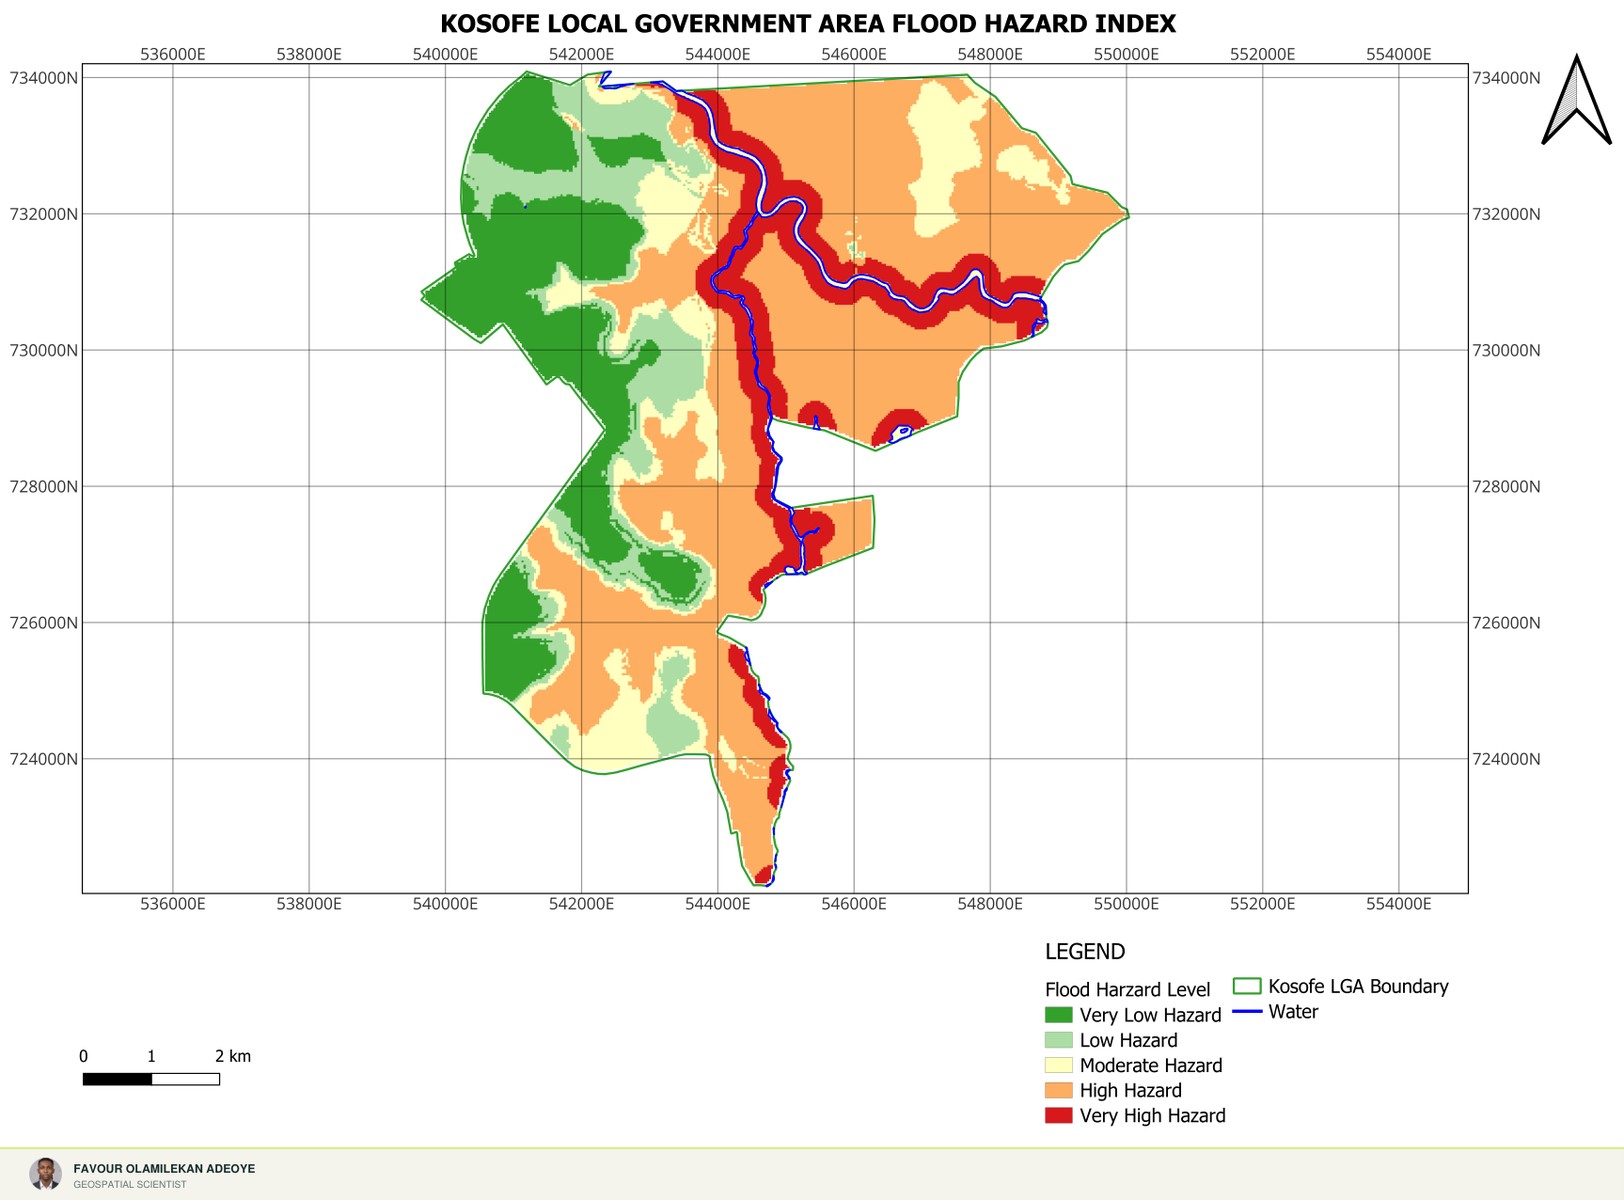 KOSOFE LOCAL GOVERNMENT AREA FLOOD HAZARD INDEX
536000E 538000E 540000E 542000E 544000E 546000E 548000E 550000E 552000E 554000E
734000N 734000N
732000N 732000N
730000N 730000N
728000N 728000N
726000N 726000N
724000N 724000N
536000E 538000E 540000E 542000E 544000E 546000E 548000E 550000E 552000E 554000E
LEGEND
Flood Harzard Level
Very Low Hazard
Low Hazard
Moderate Hazard
High Hazard
Very High Hazard
Kosofe LGA Boundary
Water
0 1 2 km
FAVOUR OLAMILEKAN ADEOYE
GEOSPATIAL SCIENTIST